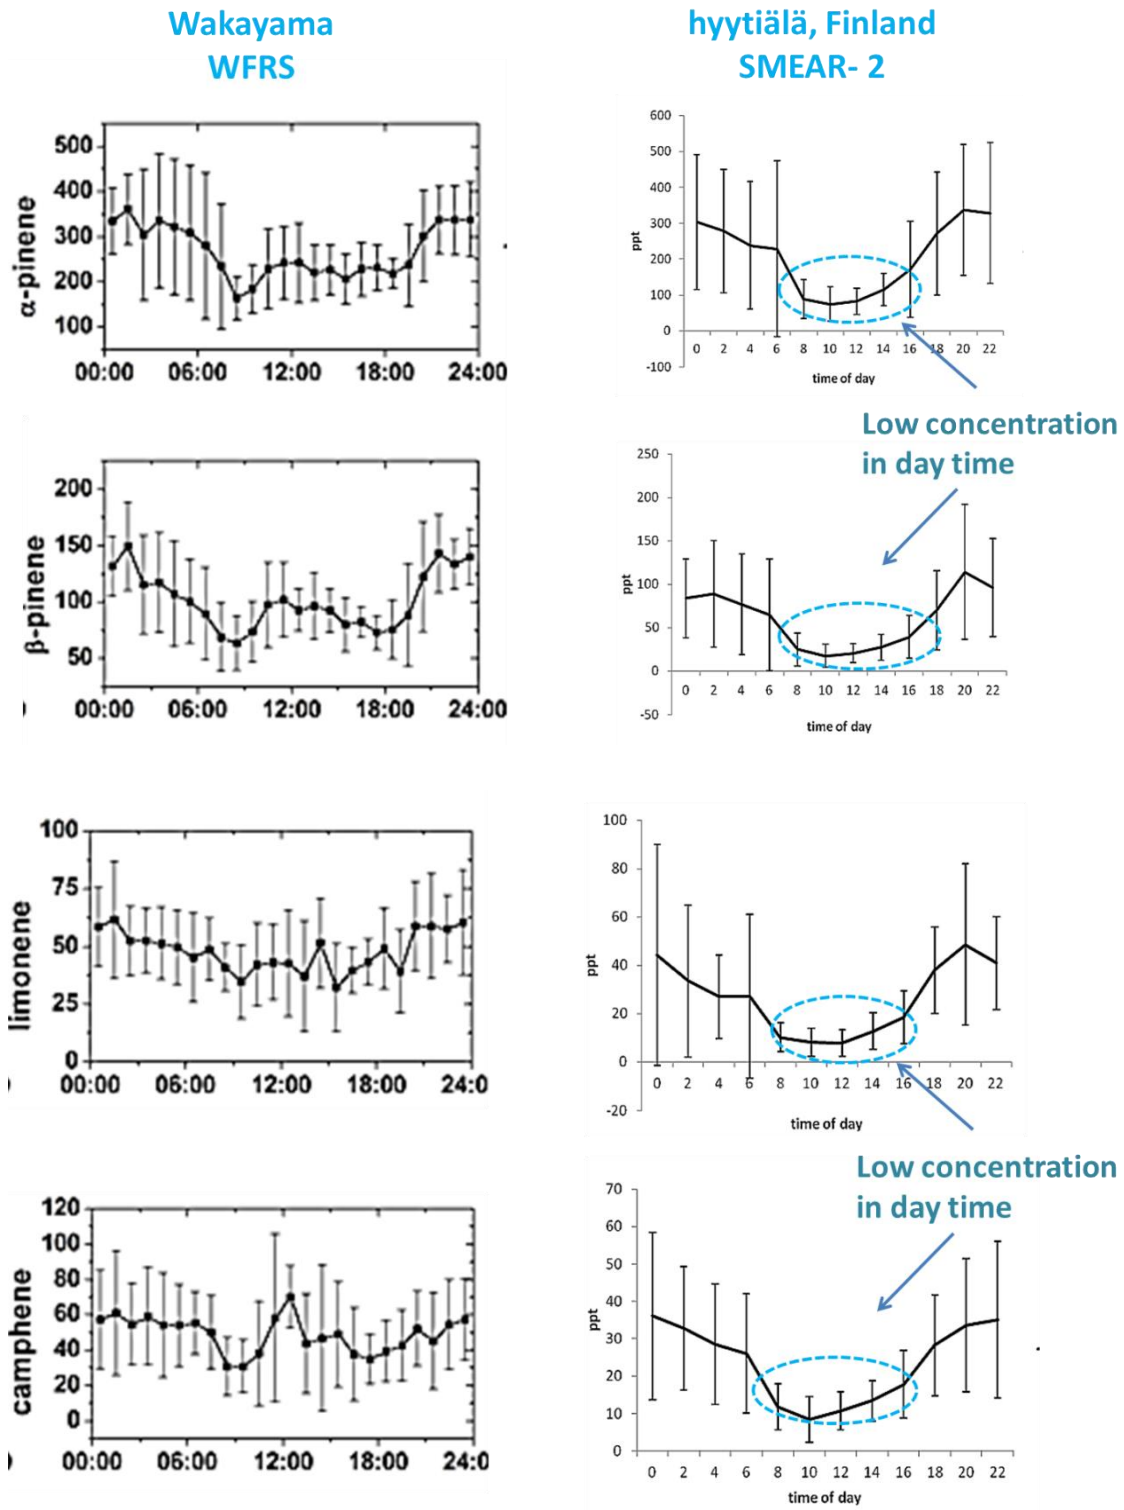 Wakayama
WFRS
hyytiälä, Finland
SMEAR- 2
α-pinene
500
400
300
200
100
00:00 06:00 12:00 18:00 24:00
ppt
600
500
400
300
200
100
0
-100
0 2 4 6 8 10 12 14 16 18 20 22
time of day
Low concentration
in day time
β-pinene
200
150
100
50
00:00 06:00 12:00 18:00 24:00
ppt
250
200
150
100
50
0
-50
0 2 4 6 8 10 12 14 16 18 20 22
time of day
limonene
100
75
50
25
0
00:00 06:00 12:00 18:00 24:0
ppt
100
80
60
40
20
0
-20
0 2 4 6 8 10 12 14 16 18 20 22
time of day
Low concentration
in day time
camphene
120
100
80
60
40
20
0
00:00 06:00 12:00 18:00 24:00
ppt
70
60
50
40
30
20
10
0
0 2 4 6 8 10 12 14 16 18 20 22
time of day